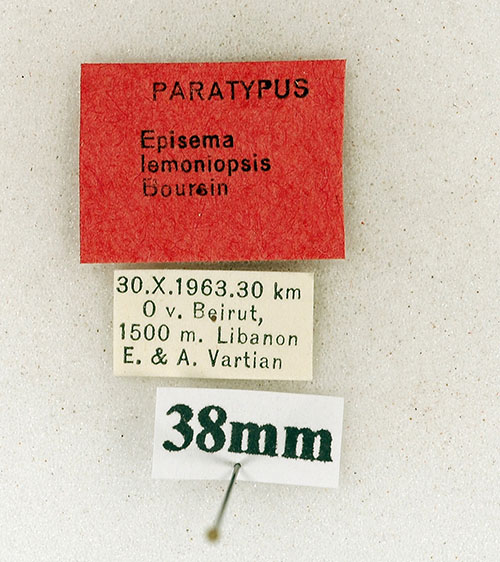 PARATYPUS
Episema
lemoniopsis
Boursin
30.X.1963.30 km
O v. Beirut,
1500 m. Libanon
E. & A. Vartian
38mm